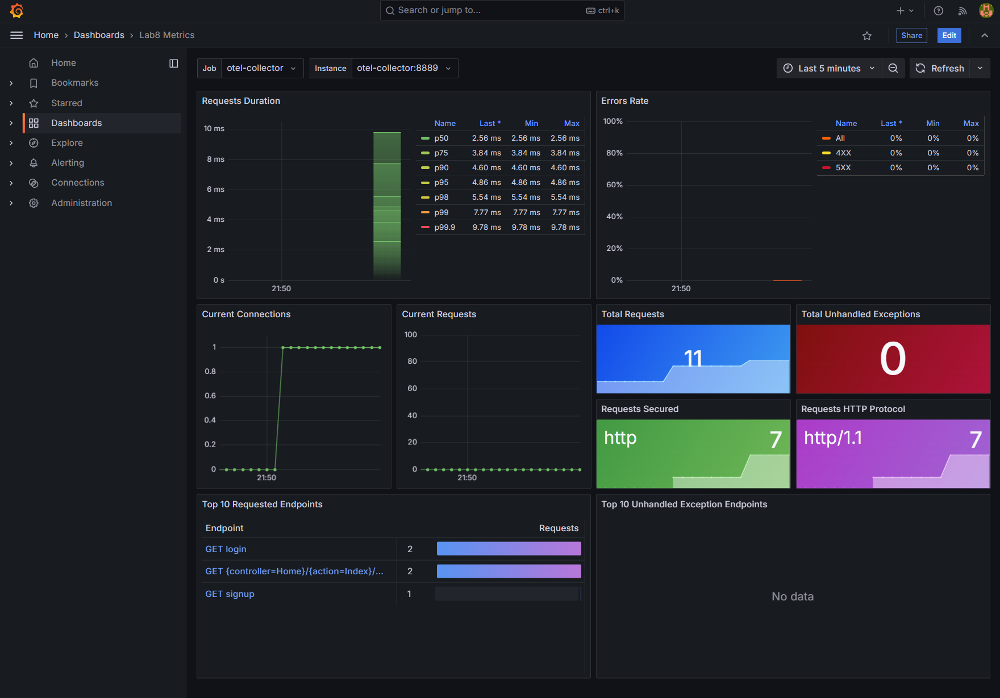 Search or jump to... ctrl+k
Home › Dashboards › Lab8 Metrics Share Edit
Home
Bookmarks
Starred
Dashboards
Explore
Alerting
Connections
Administration
Job otel-collector Instance otel-collector:8889 Last 5 minutes Refresh
Requests Duration
10 ms
8 ms
6 ms
4 ms
2 ms
0 s
21:50
Name Last * Min Max
p50 2.56 ms 2.56 ms 2.56 ms
p75 3.84 ms 3.84 ms 3.84 ms
p90 4.60 ms 4.60 ms 4.60 ms
p95 4.86 ms 4.86 ms 4.86 ms
p98 5.54 ms 5.54 ms 5.54 ms
p99 7.77 ms 7.77 ms 7.77 ms
p99.9 9.78 ms 9.78 ms 9.78 ms
Errors Rate
100%
80%
60%
40%
20%
0%
21:50
Name Last * Min Max
All 0% 0% 0%
4XX 0% 0% 0%
5XX 0% 0% 0%
Current Connections
1
0.8
0.6
0.4
0.2
0
21:50
Current Requests
100
80
60
40
20
0
21:50
Total Requests
11
Total Unhandled Exceptions
0
Requests Secured
http 7
Requests HTTP Protocol
http/1.1 7
Top 10 Requested Endpoints
Endpoint Requests
GET login 2
GET {controller=Home}/{action=Index}/... 2
GET signup 1
Top 10 Unhandled Exception Endpoints
No data